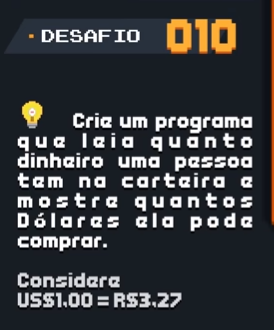 DESAFIO 010
Crie um programa
que leia quanto
dinheiro uma pessoa
tem na carteira e
mostre quantos
Dólares ela pode
comprar.
Considere
US$1.00 = R$3,27